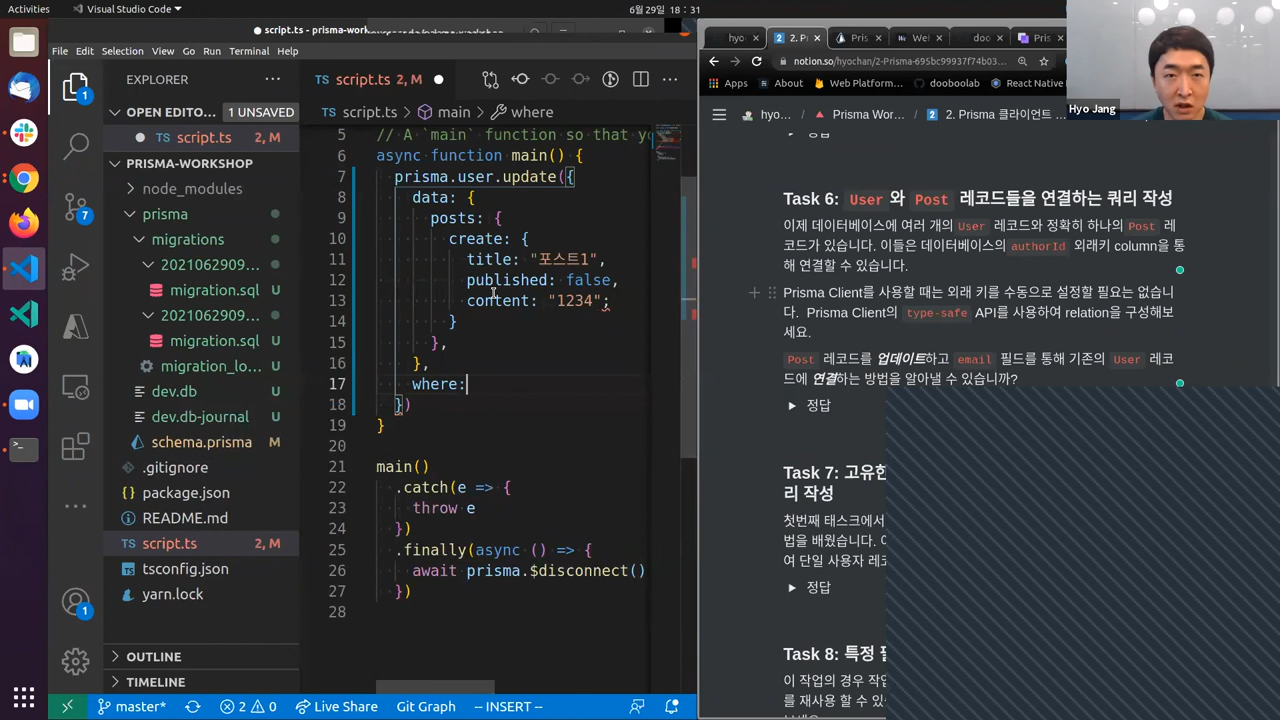 Activities
Visual Studio Code
6월 29일 18 : 31
script.ts - prisma-work
File Edit Selection View Go Run Terminal Help
EXPLORER
OPEN EDITO...
1 UNSAVED
script.ts 2, M
PRISMA-WORKSHOP
node_modules
prisma
migrations
2021062909...
migration.sql
2021062909...
migration.sql
migration_lo...
dev.db
dev.db-journal
schema.prisma M
.gitignore
package.json
README.md
script.ts 2, M
tsconfig.json
yarn.lock
OUTLINE
TIMELINE
1
7
1
script.ts 2, M
script.ts > main > where
5 // A `main` function so that yo
6 async function main() {
7 prisma.user.update({
8 data: {
9 posts: {
10 create: {
11 title: "포스트1",
12 published: false,
13 content: "1234";
14 }
15 },
16 },
17 where:
18 })
19 }
20
21 main()
22 .catch(e => {
23 throw e
24 })
25 .finally(async () => {
26 await prisma.$disconnect()
27 })
28
master* 2 0 Live Share Git Graph -- INSERT --
hyo 2. Pri Pris Wel doo Pris
notion.so/hyochan/2-Prisma-695bc99937f74b03...
Apps About Web Platform... dooboolab React Native
Hyo Jang
hyo... Prisma Wor... 2. Prisma 클라이언트 ...
정답
Task 6: User 와 Post 레코드들을 연결하는 쿼리 작성
이제 데이터베이스에 여러 개의 User 레코드와 정확히 하나의 Post 레
코드가 있습니다. 이들은 데이터베이스의 authorId 외래키 column을 통
해 연결할 수 있습니다.
Prisma Client를 사용할 때는 외래 키를 수동으로 설정할 필요는 없습니
다. Prisma Client의 type-safe API를 사용하여 relation을 구성해보
세요.
Post 레코드를 업데이트하고 email 필드를 통해 기존의 User 레코
드에 연결하는 방법을 알아낼 수 있습니까?
정답
Task 7: 고유한
리 작성
첫번째 태스크에서
법을 배웠습니다. 이
여 단일 사용자 레코
정답
Task 8: 특정 필
이 작업의 경우 작업
를 재사용 할 수 있